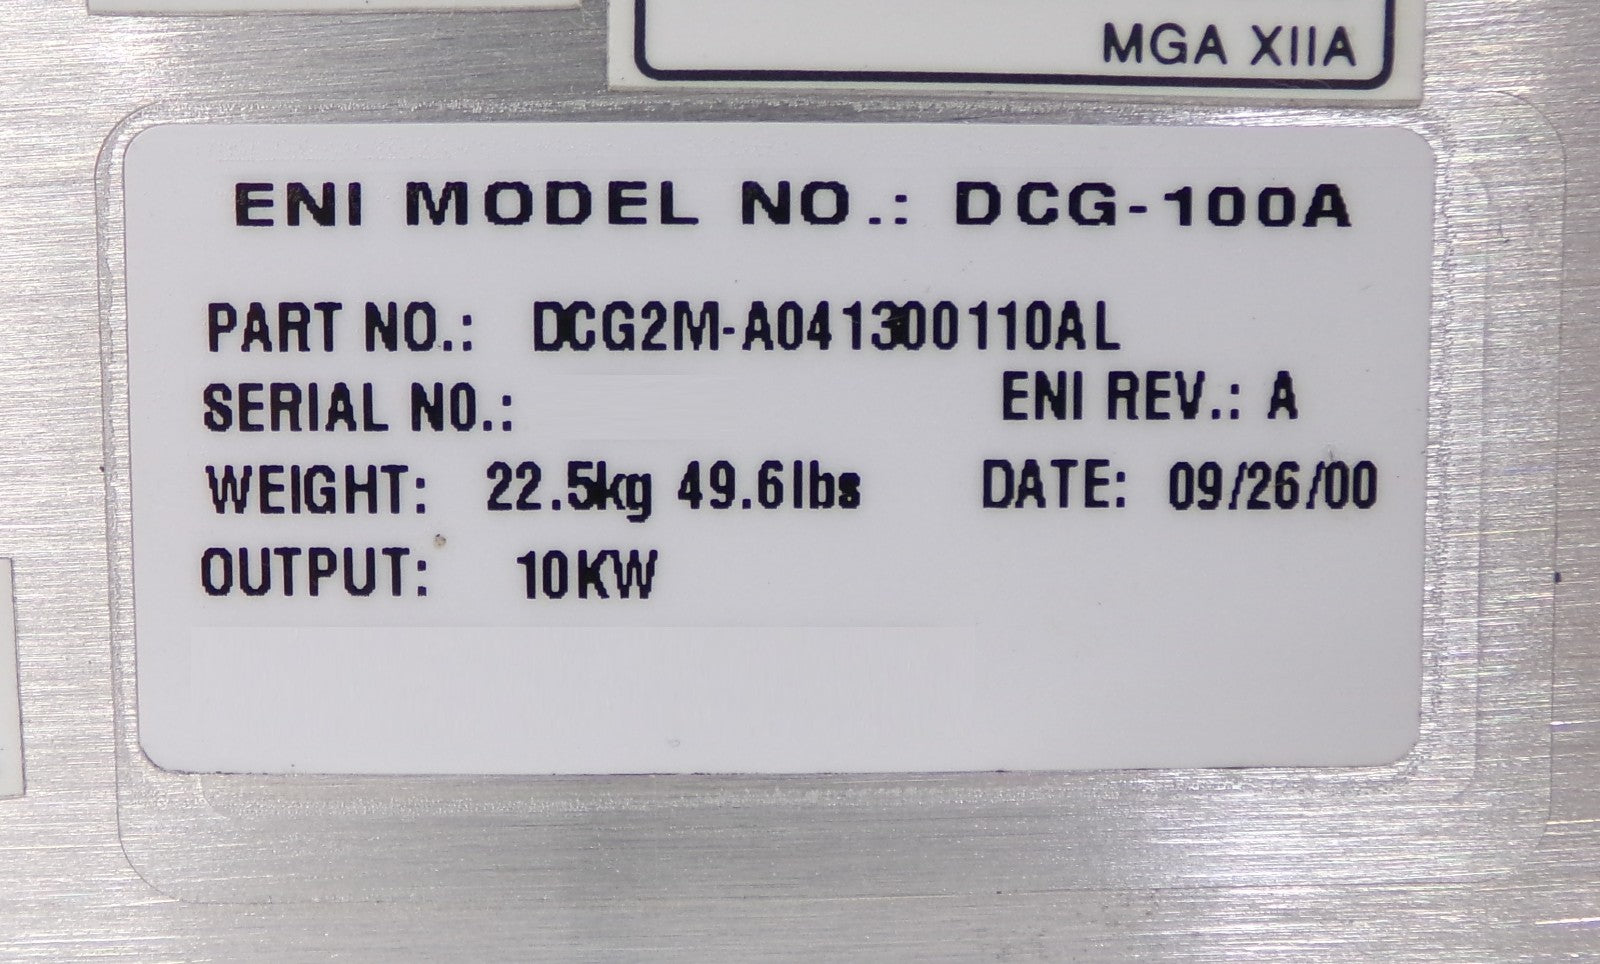 MGA XIIA
ENI MODEL NO.: DCG-100A
PART NO.: DCG2M-A041300110AL
SERIAL NO.:
ENI REV.: A
WEIGHT: 22.5kg 49.6lbs DATE: 09/26/00
OUTPUT: 10KW